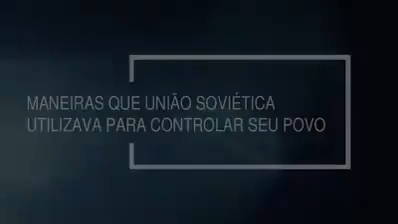 MANEIRAS QUE UNIÃO SOVIÉTICA
UTILIZAVA PARA CONTROLAR SEU POVO